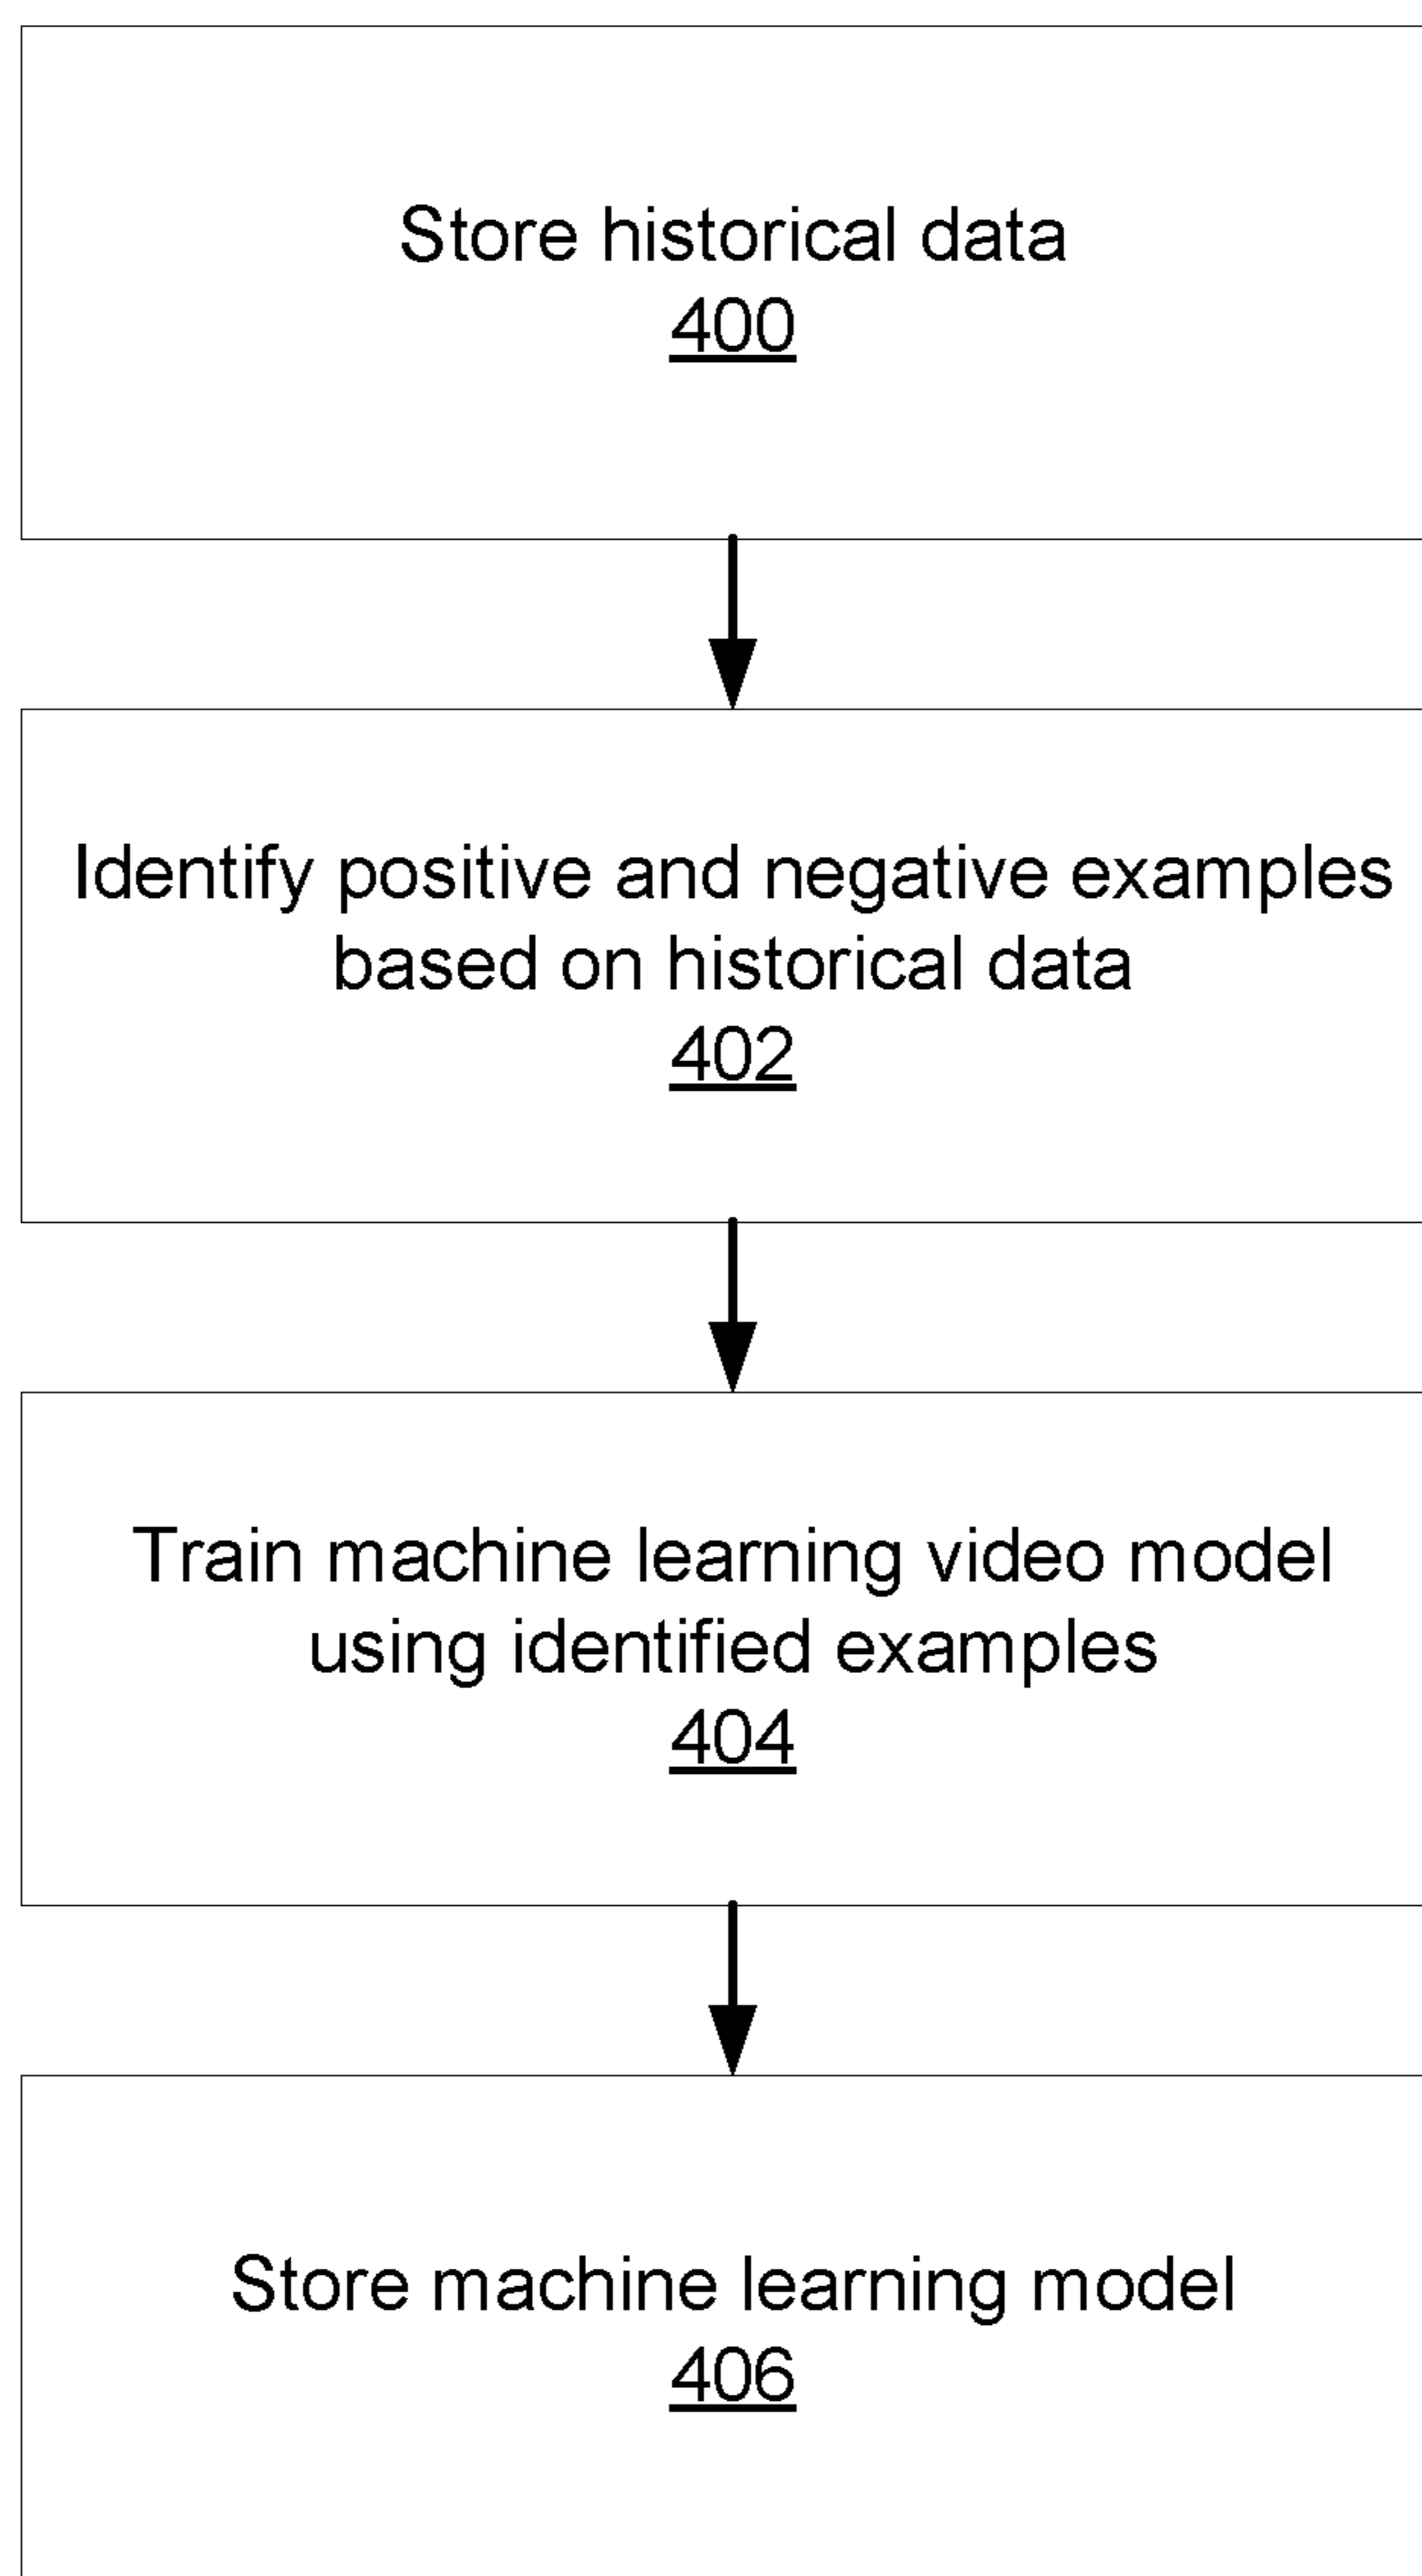 Store historical data
400
Identify positive and negative examples
based on historical data
402
Train machine learning video model
using identified examples
404
Store machine learning model
406